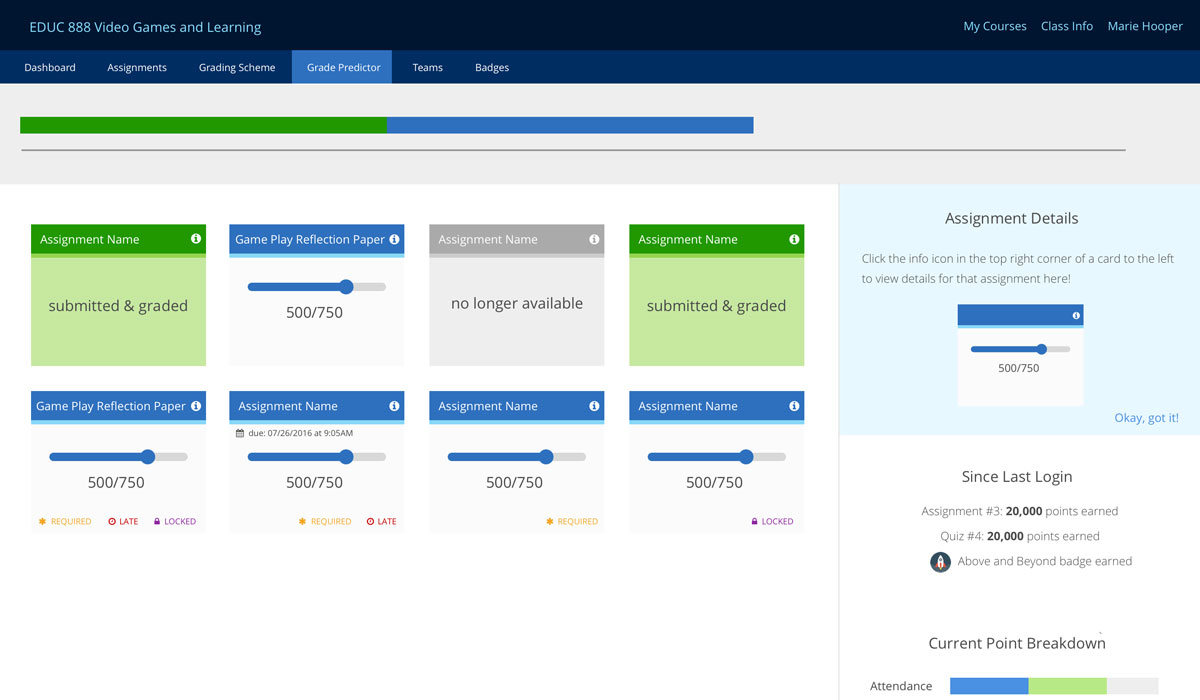 EDUC 888 Video Games and Learning
My Courses Class Info Marie Hooper
Dashboard Assignments Grading Scheme Grade Predictor Teams Badges
Assignment Name
submitted & graded
Game Play Reflection Paper
500/750
Assignment Name
no longer available
Assignment Name
submitted & graded
Game Play Reflection Paper
500/750
REQUIRED LATE LOCKED
Assignment Name
due: 07/26/2016 at 9:05AM
500/750
REQUIRED LATE
Assignment Name
500/750
REQUIRED
Assignment Name
500/750
LOCKED
Assignment Details
Click the info icon in the top right corner of a card to the left
to view details for that assignment here!
500/750
Okay, got it!
Since Last Login
Assignment #3: 20,000 points earned
Quiz #4: 20,000 points earned
Above and Beyond badge earned
Current Point Breakdown
Attendance